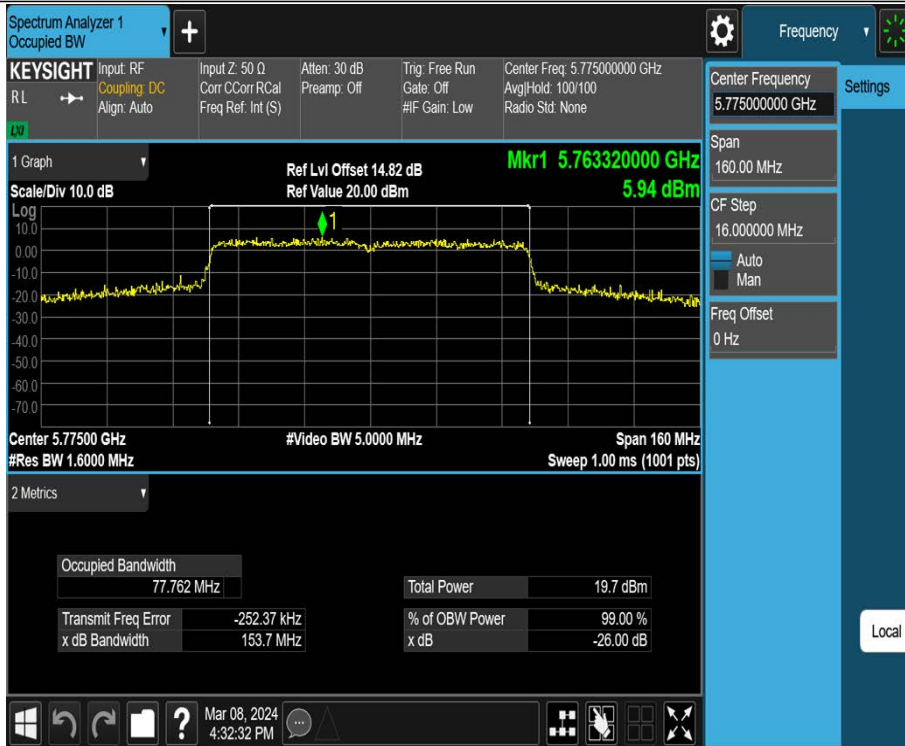 Spectrum Analyzer 1
Occupied BW
+
Frequency
KEYSIGHT
R L
LXI
Input: RF
Coupling: DC
Align: Auto
Input Z: 50 Ω
Corr CCorr RCal
Freq Ref: Int (S)
Atten: 30 dB
Preamp: Off
Trig: Free Run
Gate: Off
#IF Gain: Low
Center Freq: 5.775000000 GHz
Avg|Hold: 100/100
Radio Std: None
Center Frequency
5.775000000 GHz
Settings
Span
160.00 MHz
CF Step
16.000000 MHz
Auto
Man
Freq Offset
0 Hz
Local
1 Graph
Scale/Div 10.0 dB
Ref Lvl Offset 14.82 dB
Ref Value 20.00 dBm
Mkr1 5.763320000 GHz
5.94 dBm
Log
10.0
0.00
-10.0
-20.0
-30.0
-40.0
-50.0
-60.0
-70.0
1
Center 5.77500 GHz
#Video BW 5.0000 MHz
Span 160 MHz
#Res BW 1.6000 MHz
Sweep 1.00 ms (1001 pts)
2 Metrics
Occupied Bandwidth
77.762 MHz
Total Power 19.7 dBm
Transmit Freq Error -252.37 kHz
% of OBW Power 99.00 %
x dB Bandwidth 153.7 MHz
x dB -26.00 dB
?
Mar 08, 2024
4:32:32 PM